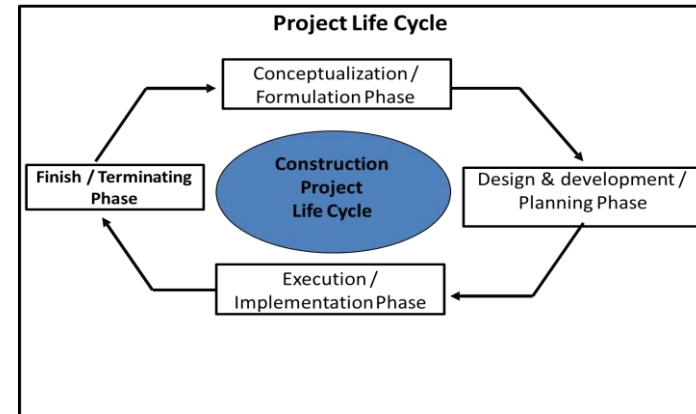 Project Life Cycle
Conceptualization /
Formulation Phase
Construction
Project
Life Cycle
Finish / Terminating
Phase
Design & development /
Planning Phase
Execution /
Implementation Phase